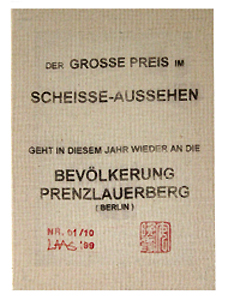 DER GROSSE PREIS IM
SCHEISSE-AUSSEHEN
GEHT IN DIESEM JAHR WIEDER AN DIE
BEVÖLKERUNG
PRENZLAUERBERG
(BERLIN)
NR. 01/10
99